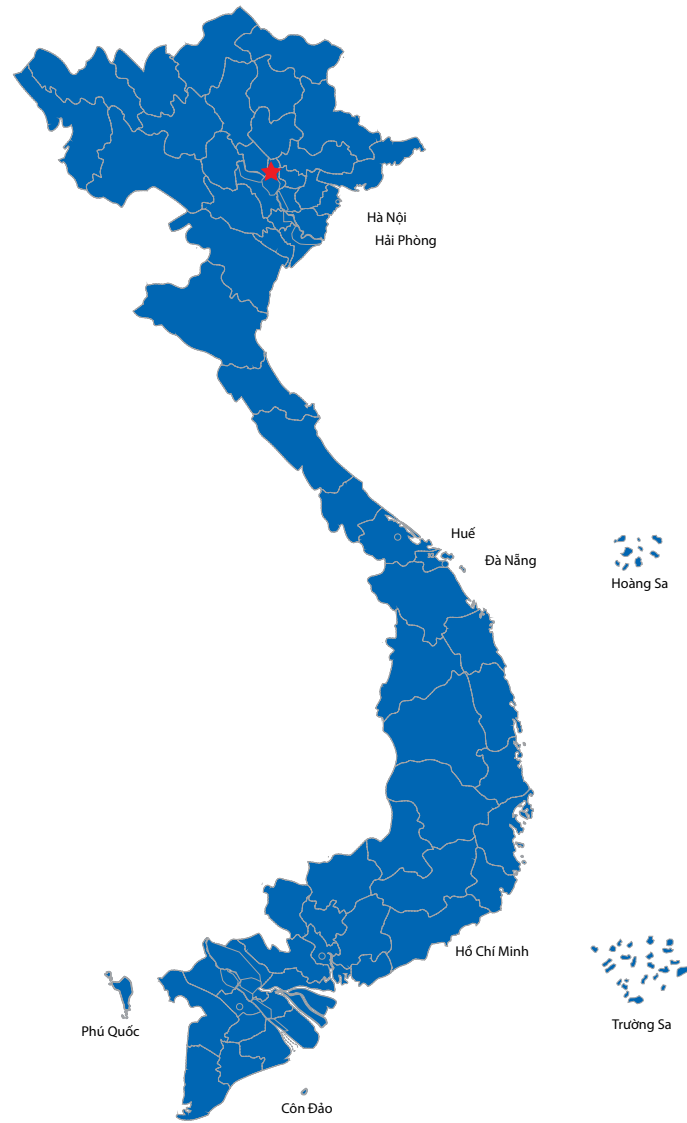 Hà Nội
Hải Phòng
Huế
Đà Nẵng
Hoàng Sa
Hồ Chí Minh
Phú Quốc
Trường Sa
Côn Đảo